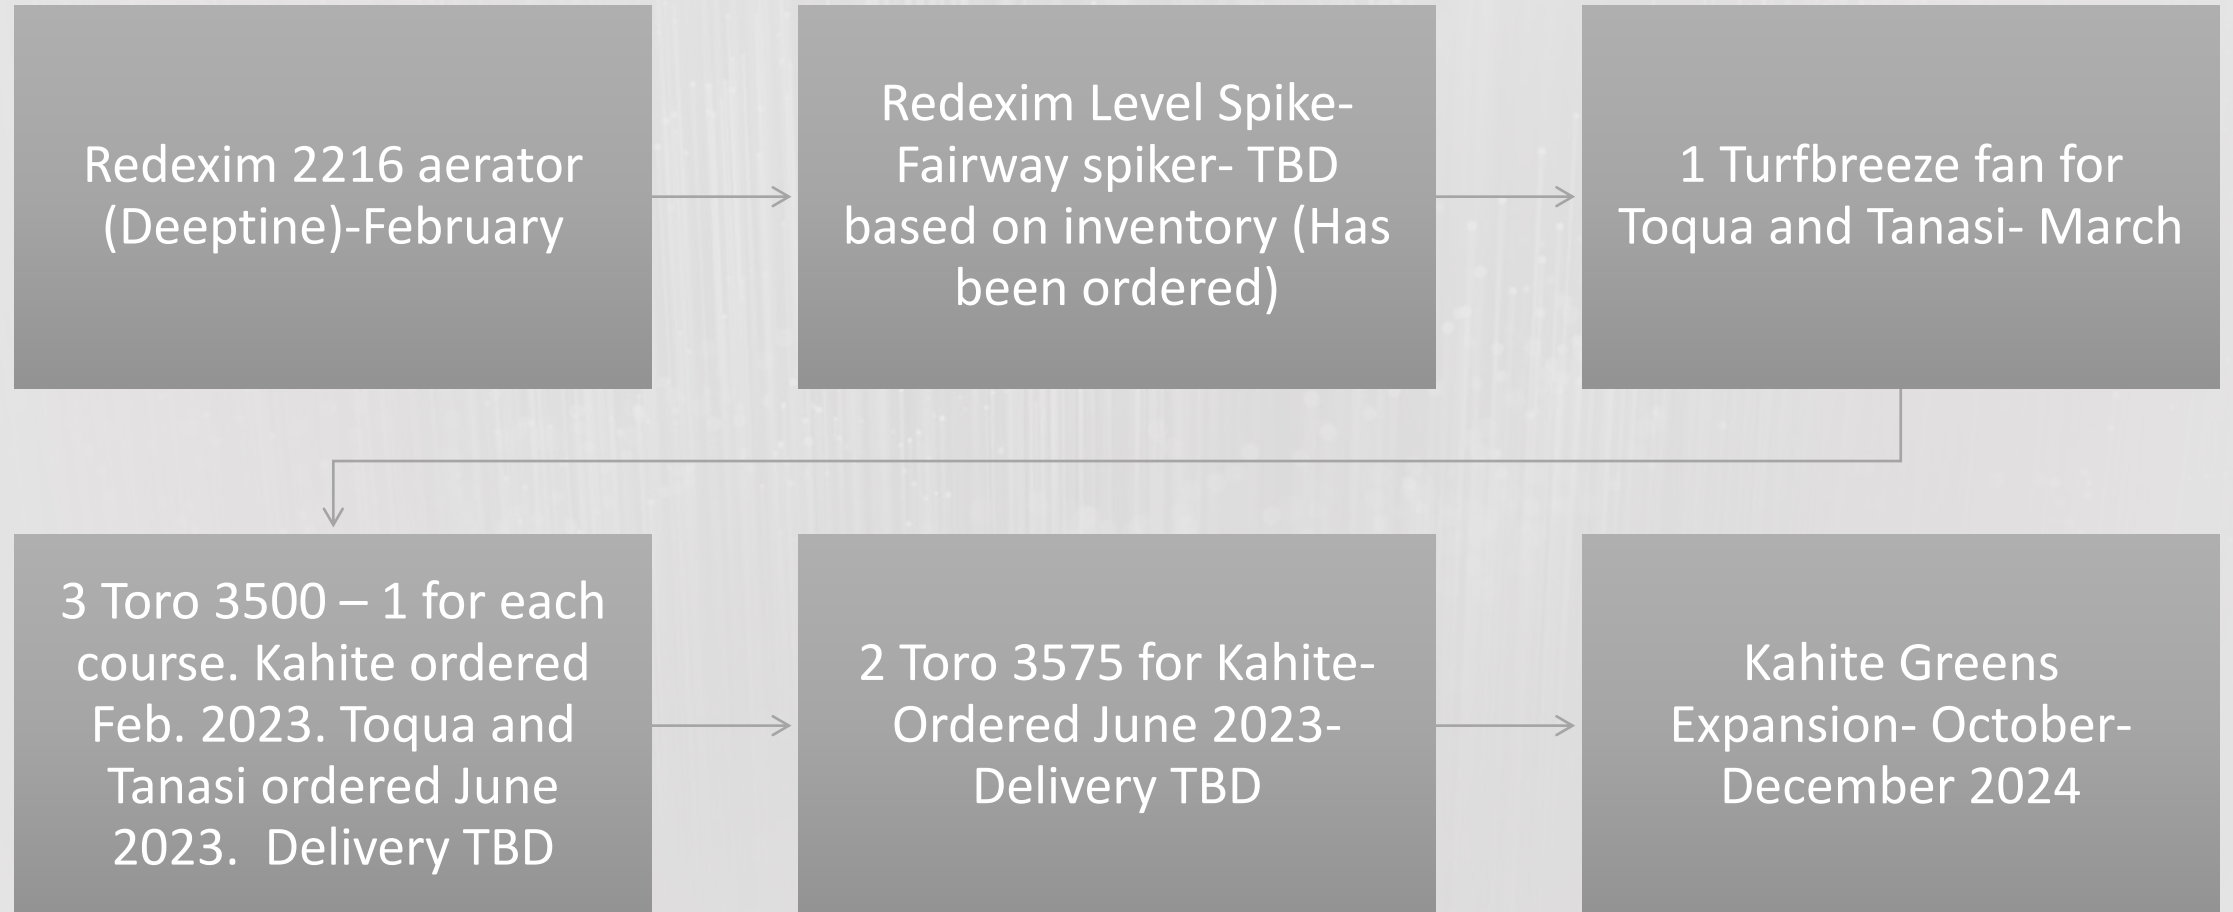 Redexim 2216 aerator
(Deeptine)-February
Redexim Level Spike-
Fairway spiker- TBD
based on inventory (Has
been ordered)
1 Turfbreeze fan for
Toqua and Tanasi- March
3 Toro 3500 – 1 for each
course. Kahite ordered
Feb. 2023. Toqua and
Tanasi ordered June
2023.  Delivery TBD
2 Toro 3575 for Kahite-
Ordered June 2023-
Delivery TBD
Kahite Greens
Expansion- October-
December 2024